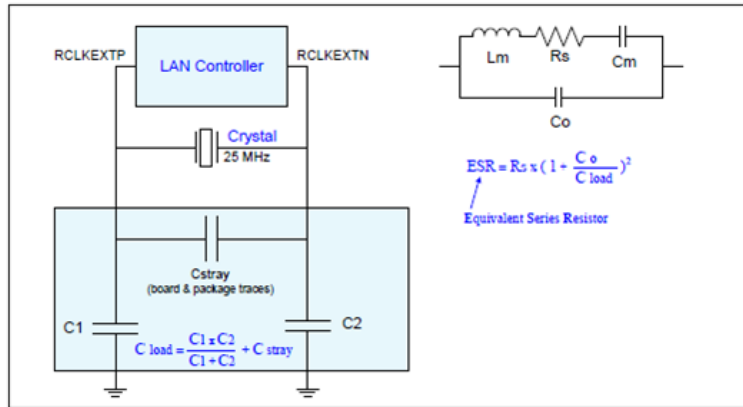 RCLKEXTP
LAN Controller
RCLKEXTN
Crystal
25 MHz
Cstray
(board & package traces)
C1
C2
C load = C1 x C2 / C1 + C2 + C stray
Lm
Rs
Cm
Co
ESR = Rs x ( 1 + C o / C load )²
Equivalent Series Resistor